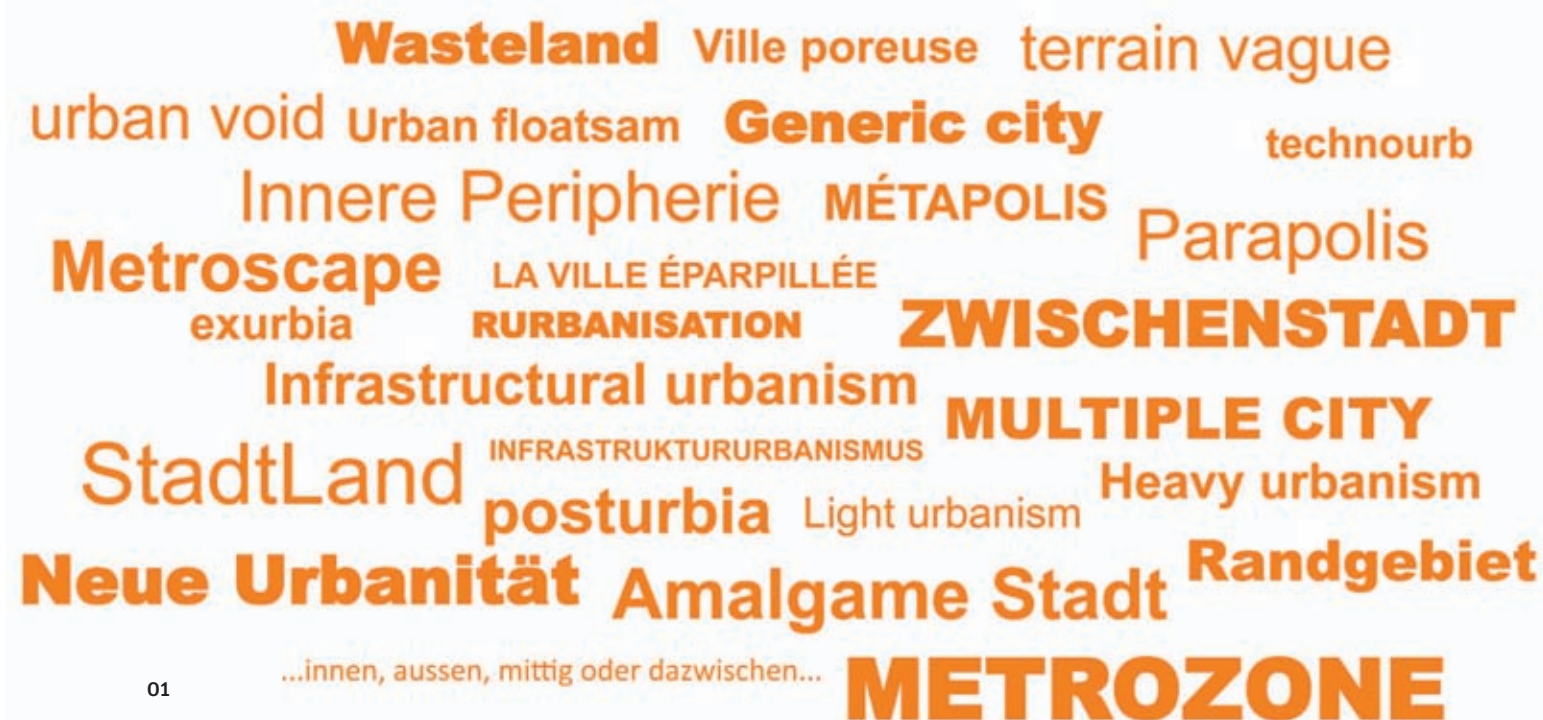 Wasteland Ville poreuse terrain vague
urban void Urban floatsam Generic city technourb
Innere Peripherie MÉTAPOLIS Parapolis
Metroscape LA VILLE ÉPARPILLÉE
exurbia RURBANISATION ZWISCHENSTADT
Infrastructural urbanism MULTIPLE CITY
StadtLand INFRASTRUKTURURBANISMUS Heavy urbanism
posturbia Light urbanism
Neue Urbanität Amalgame Stadt Randgebiet
01 ...innen, aussen, mittig oder dazwischen... METROZONE